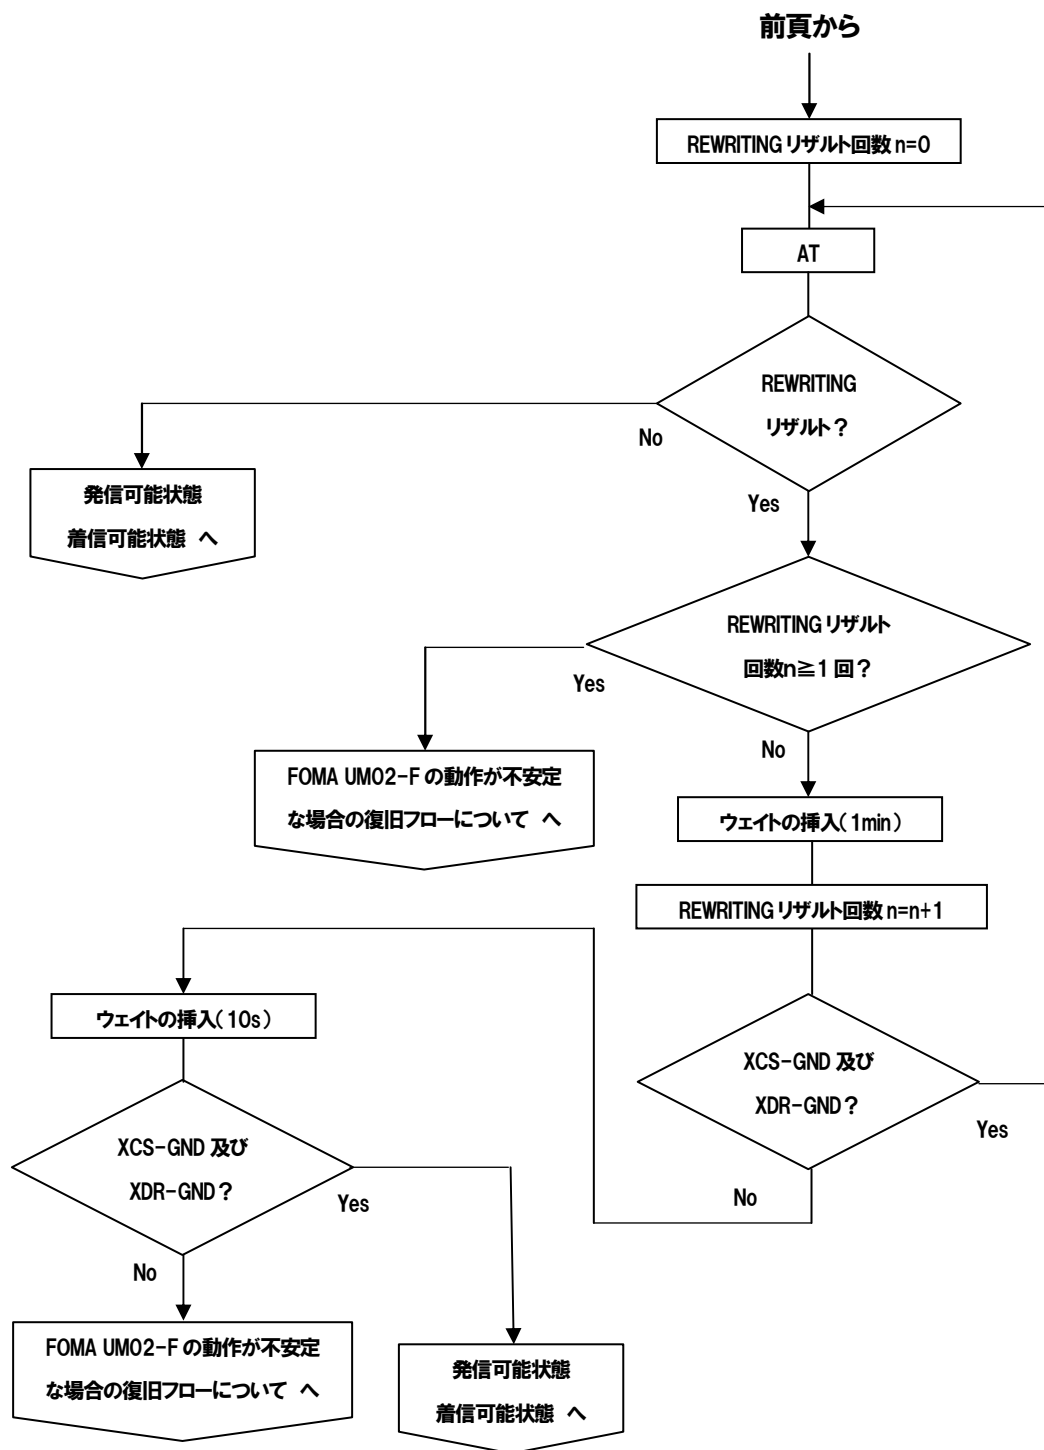 前頁から
REWRITING リザルト回数 n=0
AT
REWRITING
リザルト？
No
発信可能状態
着信可能状態 へ
Yes
REWRITING リザルト
回数n≧1 回？
Yes
No
FOMA UM02-F の動作が不安定
な場合の復旧フローについて へ
ウェイトの挿入（1min）
REWRITING リザルト回数 n=n+1
ウェイトの挿入（10s）
XCS-GND 及び
XDR-GND？
Yes
No
XCS-GND 及び
XDR-GND？
Yes
No
FOMA UM02-F の動作が不安定
な場合の復旧フローについて へ
発信可能状態
着信可能状態 へ